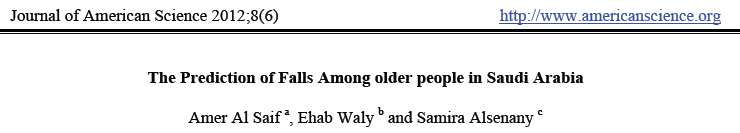 Journal of American Science 2012;8(6) http://www.americanscience.org
The Prediction of Falls Among older people in Saudi Arabia
Amer Al Saif a, Ehab Waly b and Samira Alsenany c